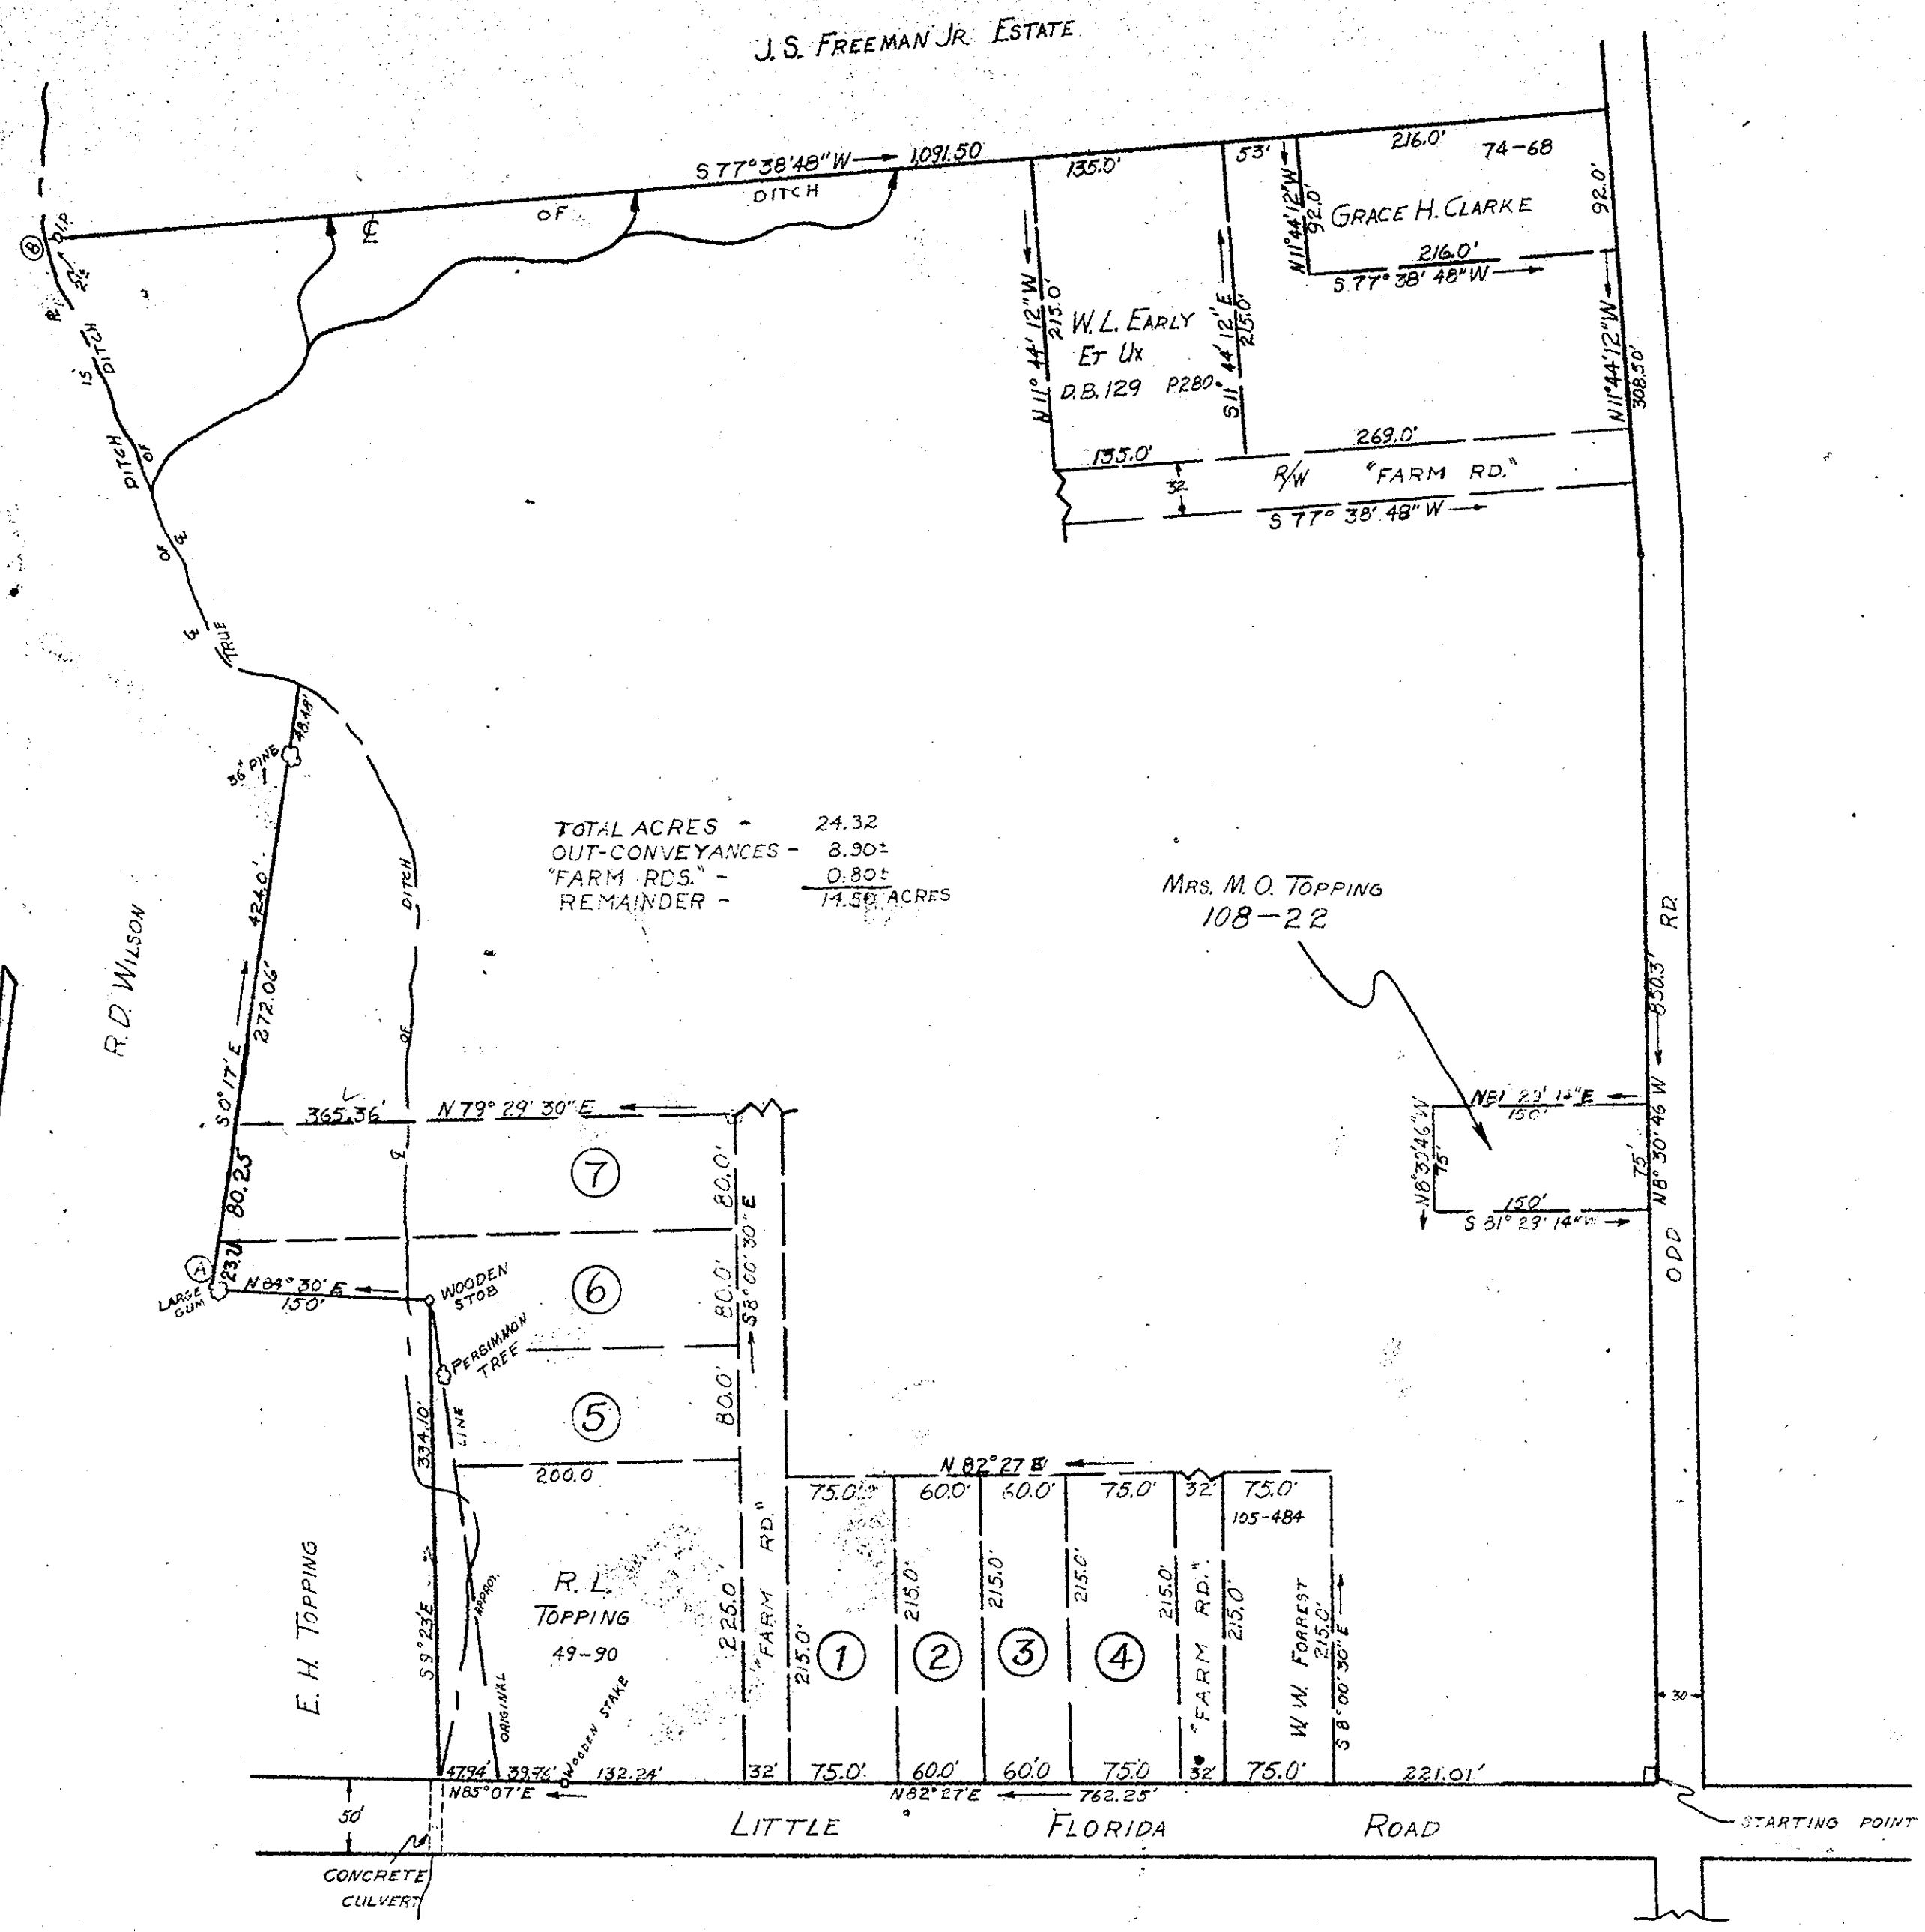 J. S. FREEMAN JR. ESTATE
S 77° 38' 48" W → 1,091.50
DITCH
OF
℄
135.0'
53'
216.0'
74-68
N 11° 44' 12" W
92.0'
GRACE H. CLARKE
92.0'
216.0'
S 77° 38' 48" W
N 11° 44' 12" W
308.50'
N 11° 44' 12" W
215.0'
W. L. EARLY
ET UX
D.B. 129 P280
S 11° 44' 12" E
215.0'
135.0'
269.0'
32
R/W "FARM RD."
S 77° 38' 48" W
B
O.I.P.
15'
DITCH
DITCH
OF
OF ℄
℄
TRUE
48.48'
36" PINE
424.0'
272.06'
S 0° 17' E
R. D. WILSON
DITCH
OF
℄
TOTAL ACRES - 24.32
OUT-CONVEYANCES - 8.90±
"FARM RDS." - 0.80±
REMAINDER - 14.50 ACRES
MRS. M. O. TOPPING
108-22
RD.
850.3'
N 8° 30' 46 W
ODD
N81° 29' 14" E
150'
N8° 30' 46" W
75'
75'
150'
S 81° 29' 14" W
365.36'
N 79° 29' 30" E
7
80.25
80.0'
S 8° 00' 30" E
A
LARGE
GUM
N 84° 30' E
150'
WOODEN
STOB
6
80.0'
PERSIMMON
TREE
5
80.0'
LINE
334.10'
200.0
N 82° 27' E
75.0'
60.0'
60.0'
75.0'
32'
75.0'
105-484
E. H. TOPPING
S 9° 23' E
APPROX.
ORIGINAL
R. L.
TOPPING
49-90
WOODEN STAKE
225.0
"FARM RD."
215.0'
1
215.0'
2
215.0'
3
215.0'
4
215.0'
"FARM RD."
215.0'
W. W. FORREST
215.0'
S 8° 00' 30" E
30
47.94'
39.76'
132.24'
32'
75.0'
60.0'
60.0
75.0
32'
75.0'
221.01'
N85° 07' E
N82° 27' E
762.25'
50'
LITTLE FLORIDA ROAD
STARTING POINT
CONCRETE
CULVERT